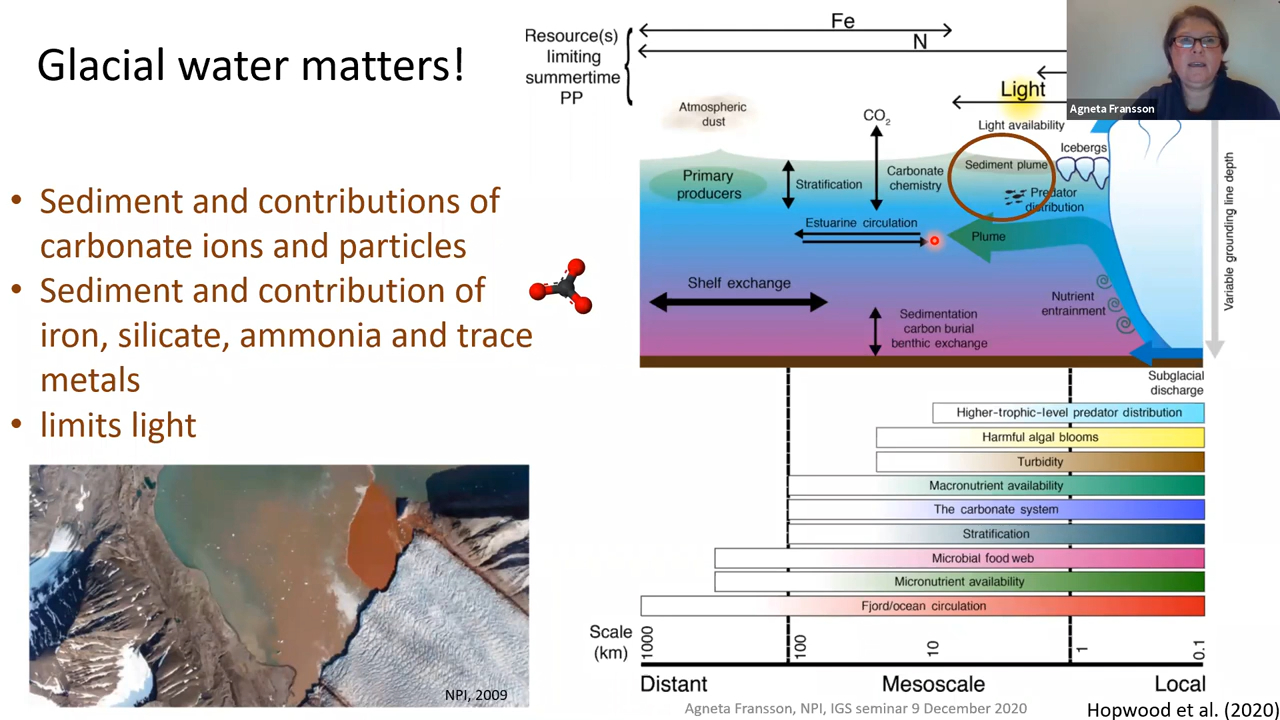 Glacial water matters!
• Sediment and contributions of
carbonate ions and particles
• Sediment and contribution of
iron, silicate, ammonia and trace
metals
• limits light
NPI, 2009
Resource(s)
limiting
summertime
PP
Fe
N
Light
Agneta Fransson
Atmospheric
dust
CO₂
Light availability
Icebergs
Primary
producers
Stratification
Carbonate
chemistry
Sediment plume
Predator
distribution
Estuarine circulation
Plume
Shelf exchange
Nutrient
entrainment
Sedimentation
carbon burial
benthic exchange
Variable grounding line depth
Subglacial
discharge
Higher-trophic-level predator distribution
Harmful algal blooms
Turbidity
Macronutrient availability
The carbonate system
Stratification
Microbial food web
Micronutrient availability
Fjord/ocean circulation
Scale
(km)
1000
100
10
1
0.1
Distant
Mesoscale
Local
Agneta Fransson, NPI, IGS seminar 9 December 2020
Hopwood et al. (2020)